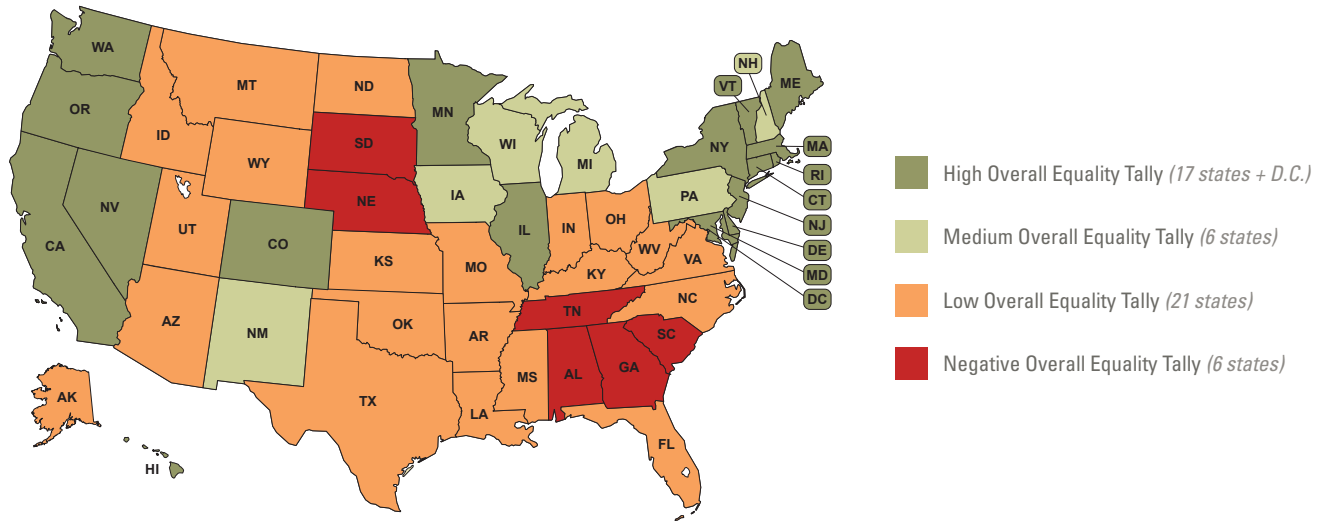 WA
OR
CA
NV
ID
MT
WY
UT
AZ
CO
NM
ND
SD
NE
KS
OK
TX
MN
IA
MO
AR
LA
WI
IL
MI
IN
OH
KY
TN
MS
AL
GA
FL
SC
NC
VA
WV
PA
NY
VT
NH
ME
MA
RI
CT
NJ
DE
MD
DC
AK
HI
High Overall Equality Tally (17 states + D.C.)
Medium Overall Equality Tally (6 states)
Low Overall Equality Tally (21 states)
Negative Overall Equality Tally (6 states)